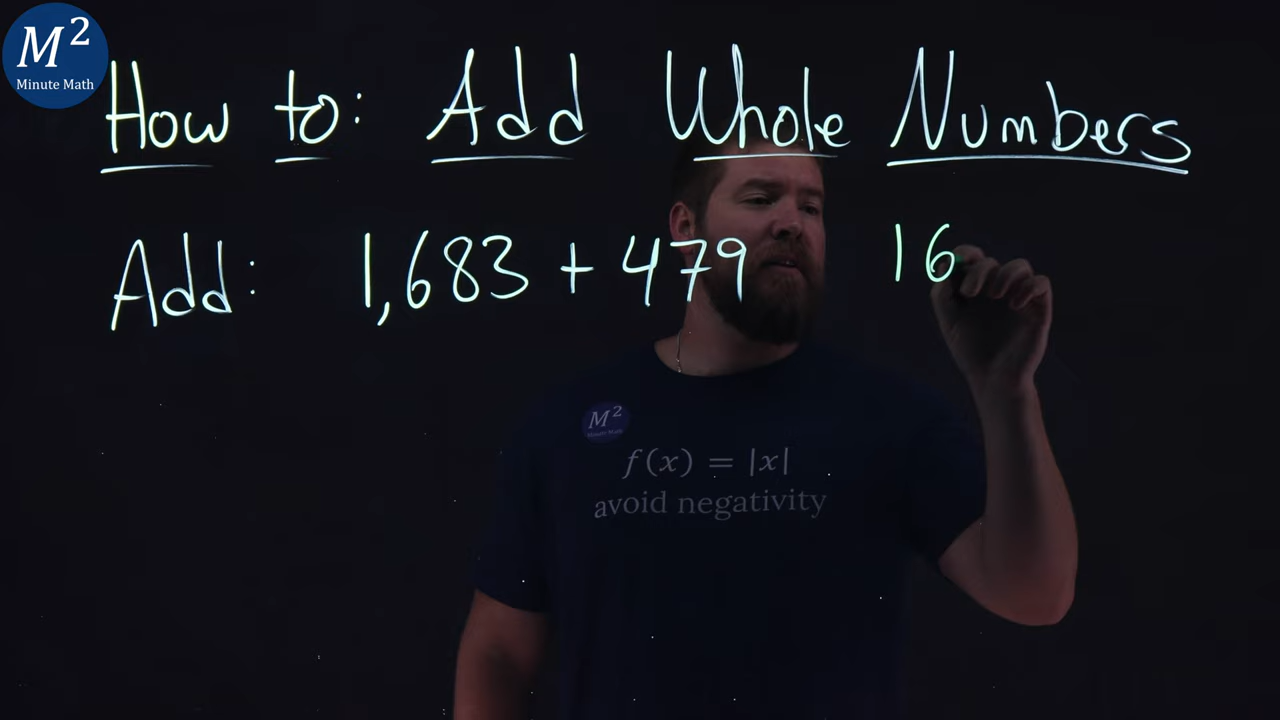 M²
Minute Math
How to: Add Whole Numbers
Add: 1,683 + 479 16
M²
Minute Math
f(x) = |x|
avoid negativity